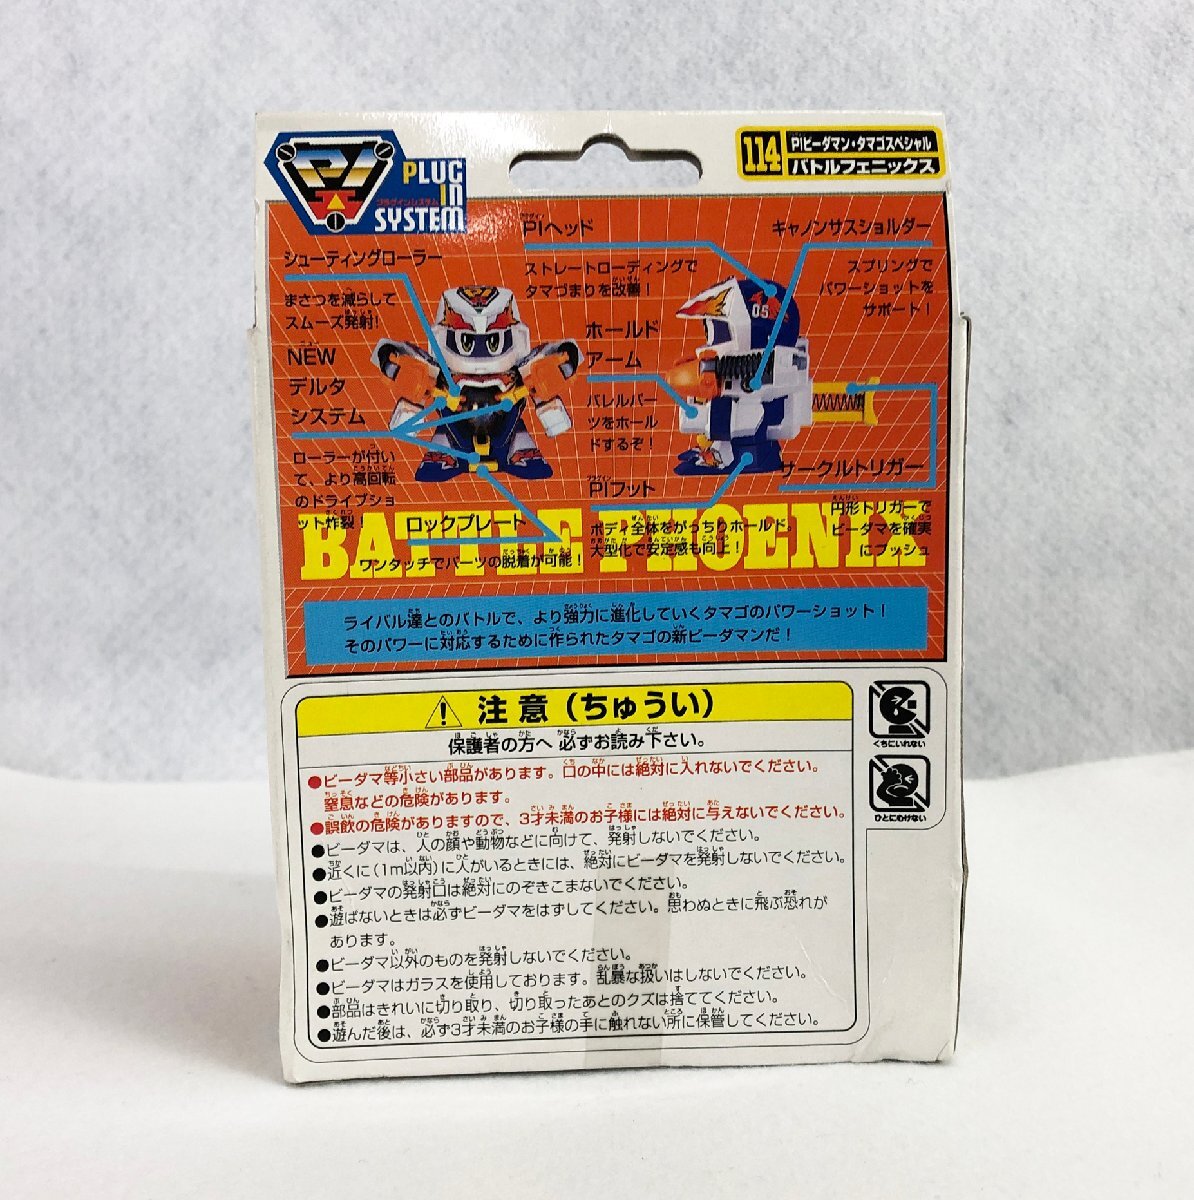 PI
PLUG
IN
プラグインシステム
SYSTEM
114
PIビーダマン・タマゴスペシャル
バトルフェニックス
シューティングローラー
まさつを減らして
スムーズ発射!
NEW
デルタ
システム
ローラーが付い
て、より高回転
のドライブショ
ット炸裂!
プラグイン
PIヘッド
ストレートローディングで
タマづまりを改善!
ホールド
アーム
バレルパー
ツをホール
ドするぞ!
プラグイン
PIフット
ボディ全体をがっちりホールド。
大型化で安定感も向上!
キャノンサスショルダー
スプリングで
パワーショットを
サポート!
05
サークルトリガー
円形トリガーで
ビーダマを確実
にプッシュ
ロックプレート
ワンタッチでパーツの脱着が可能!
BATTLE PHOENIX
ライバル達とのバトルで、より強力に進化していくタマゴのパワーショット!
そのパワーに対応するために作られたタマゴの新ビーダマンだ!
注意(ちゅうい)
保護者の方へ 必ずお読み下さい。
●ビーダマ等小さい部品があります。口の中には絶対に入れないでください。
窒息などの危険があります。
●誤飲の危険がありますので、3才未満のお子様には絶対に与えないでください。
●ビーダマは、人の顔や動物などに向けて、発射しないでください。
●近くに(1m以内)に人がいるときには、絶対にビーダマを発射しないでください。
●ビーダマの発射口は絶対にのぞきこまないでください。
●遊ばないときは必ずビーダマをはずしてください。思わぬときに飛ぶ恐れが
あります。
●ビーダマ以外のものを発射しないでください。
●ビーダマはガラスを使用しております。乱暴な扱いはしないでください。
●部品はきれいに切り取り、切り取ったあとのクズは捨ててください。
●遊んだ後は、必ず3才未満のお子様の手に触れない所に保管してください。
くちにいれない
ひとにむけない